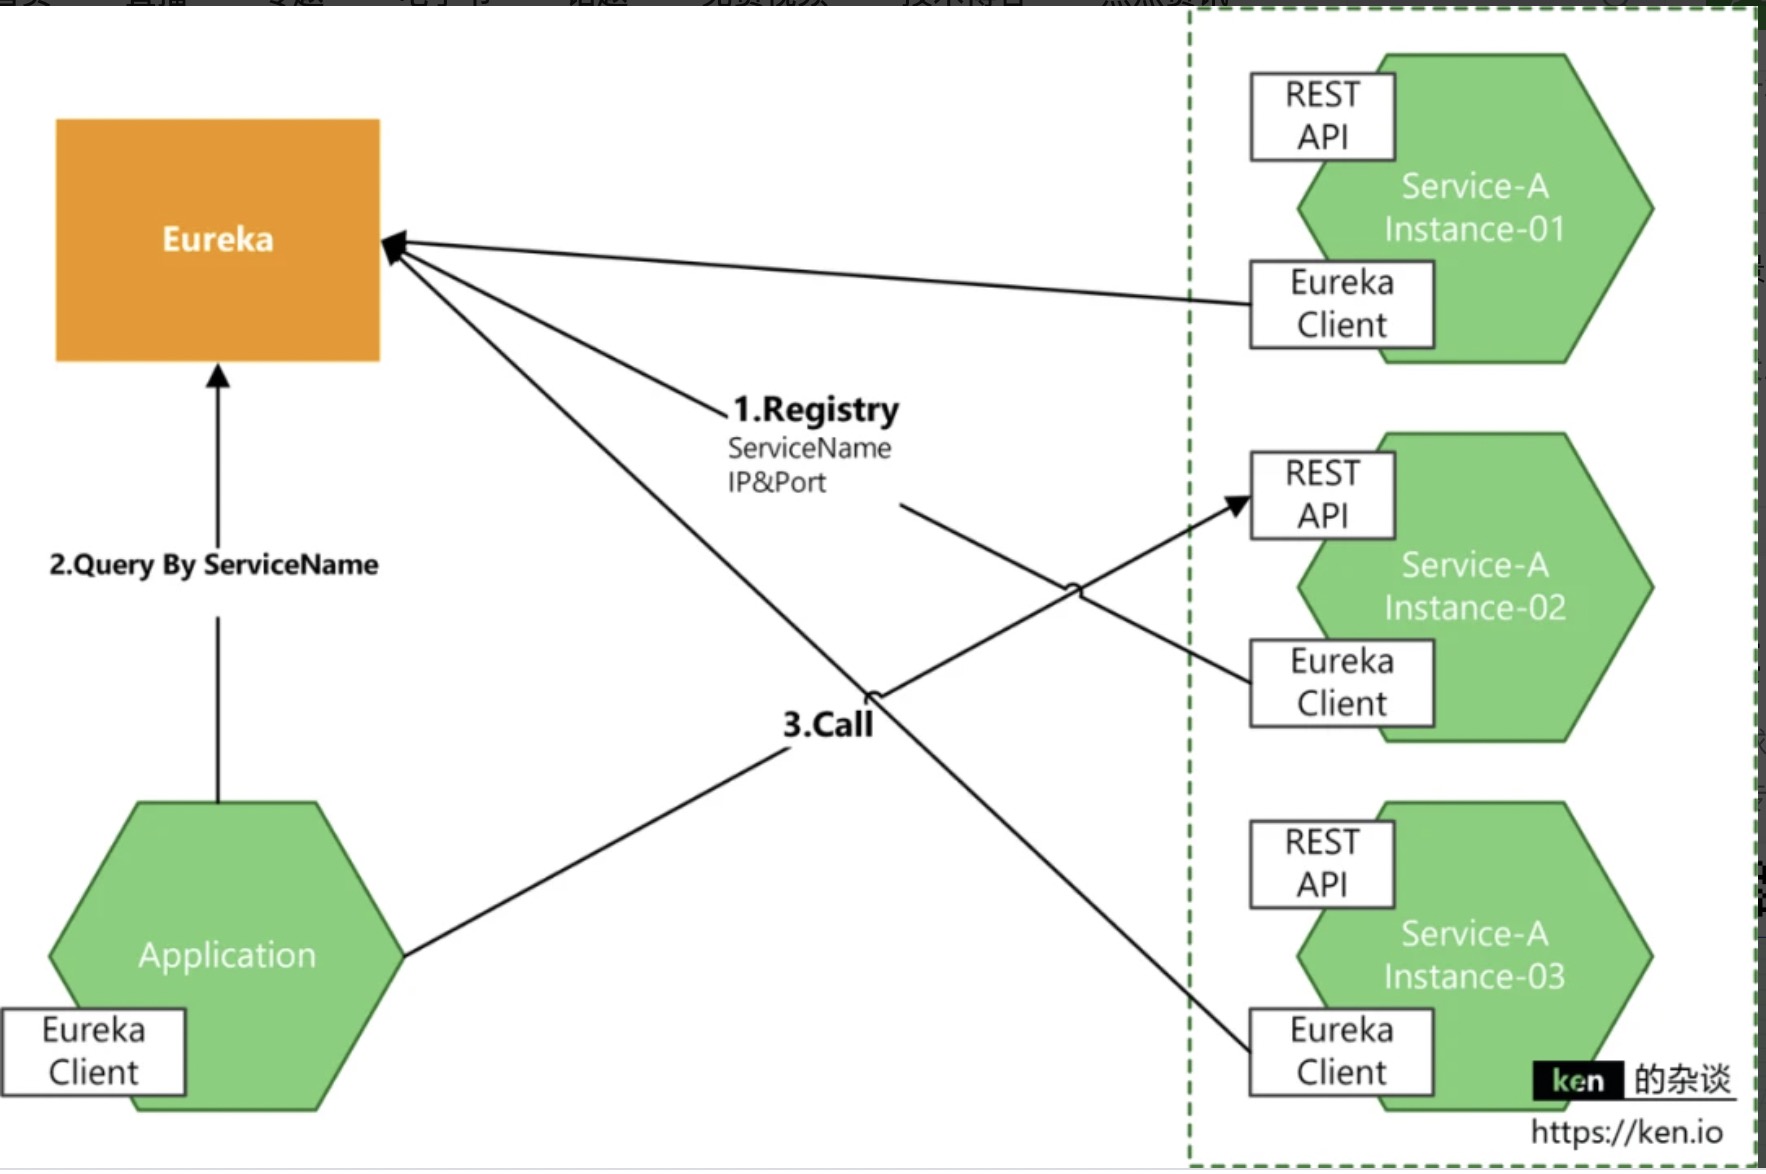 Eureka
REST
API
Service-A
Instance-01
Eureka
Client
1.Registry
ServiceName
IP&Port
REST
API
Service-A
Instance-02
Eureka
Client
2.Query By ServiceName
3.Call
REST
API
Service-A
Instance-03
Eureka
Client
Application
Eureka
Client
ken 的杂谈
https://ken.io